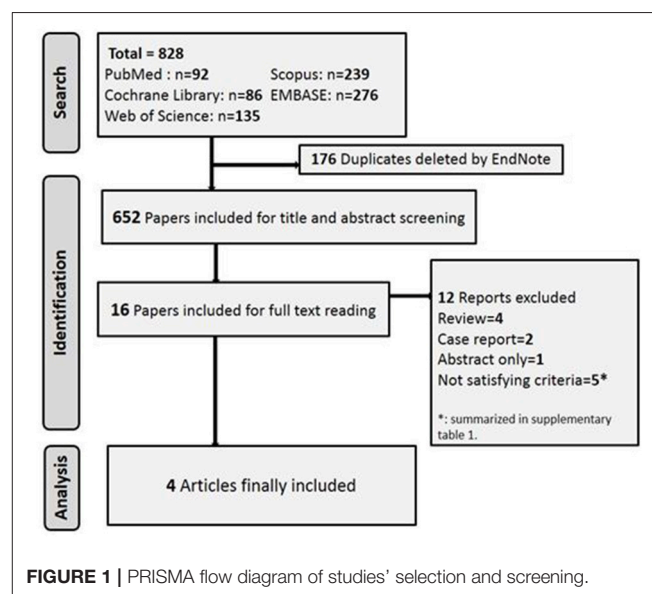 Search
Total = 828
PubMed : n=92 Scopus: n=239
Cochrane Library: n=86 EMBASE: n=276
Web of Science: n=135
176 Duplicates deleted by EndNote
Identification
652 Papers included for title and abstract screening
16 Papers included for full text reading
12 Reports excluded
Review=4
Case report=2
Abstract only=1
Not satisfying criteria=5*
*: summarized in supplementary
table 1.
Analysis
4 Articles finally included
FIGURE 1 | PRISMA flow diagram of studies' selection and screening.